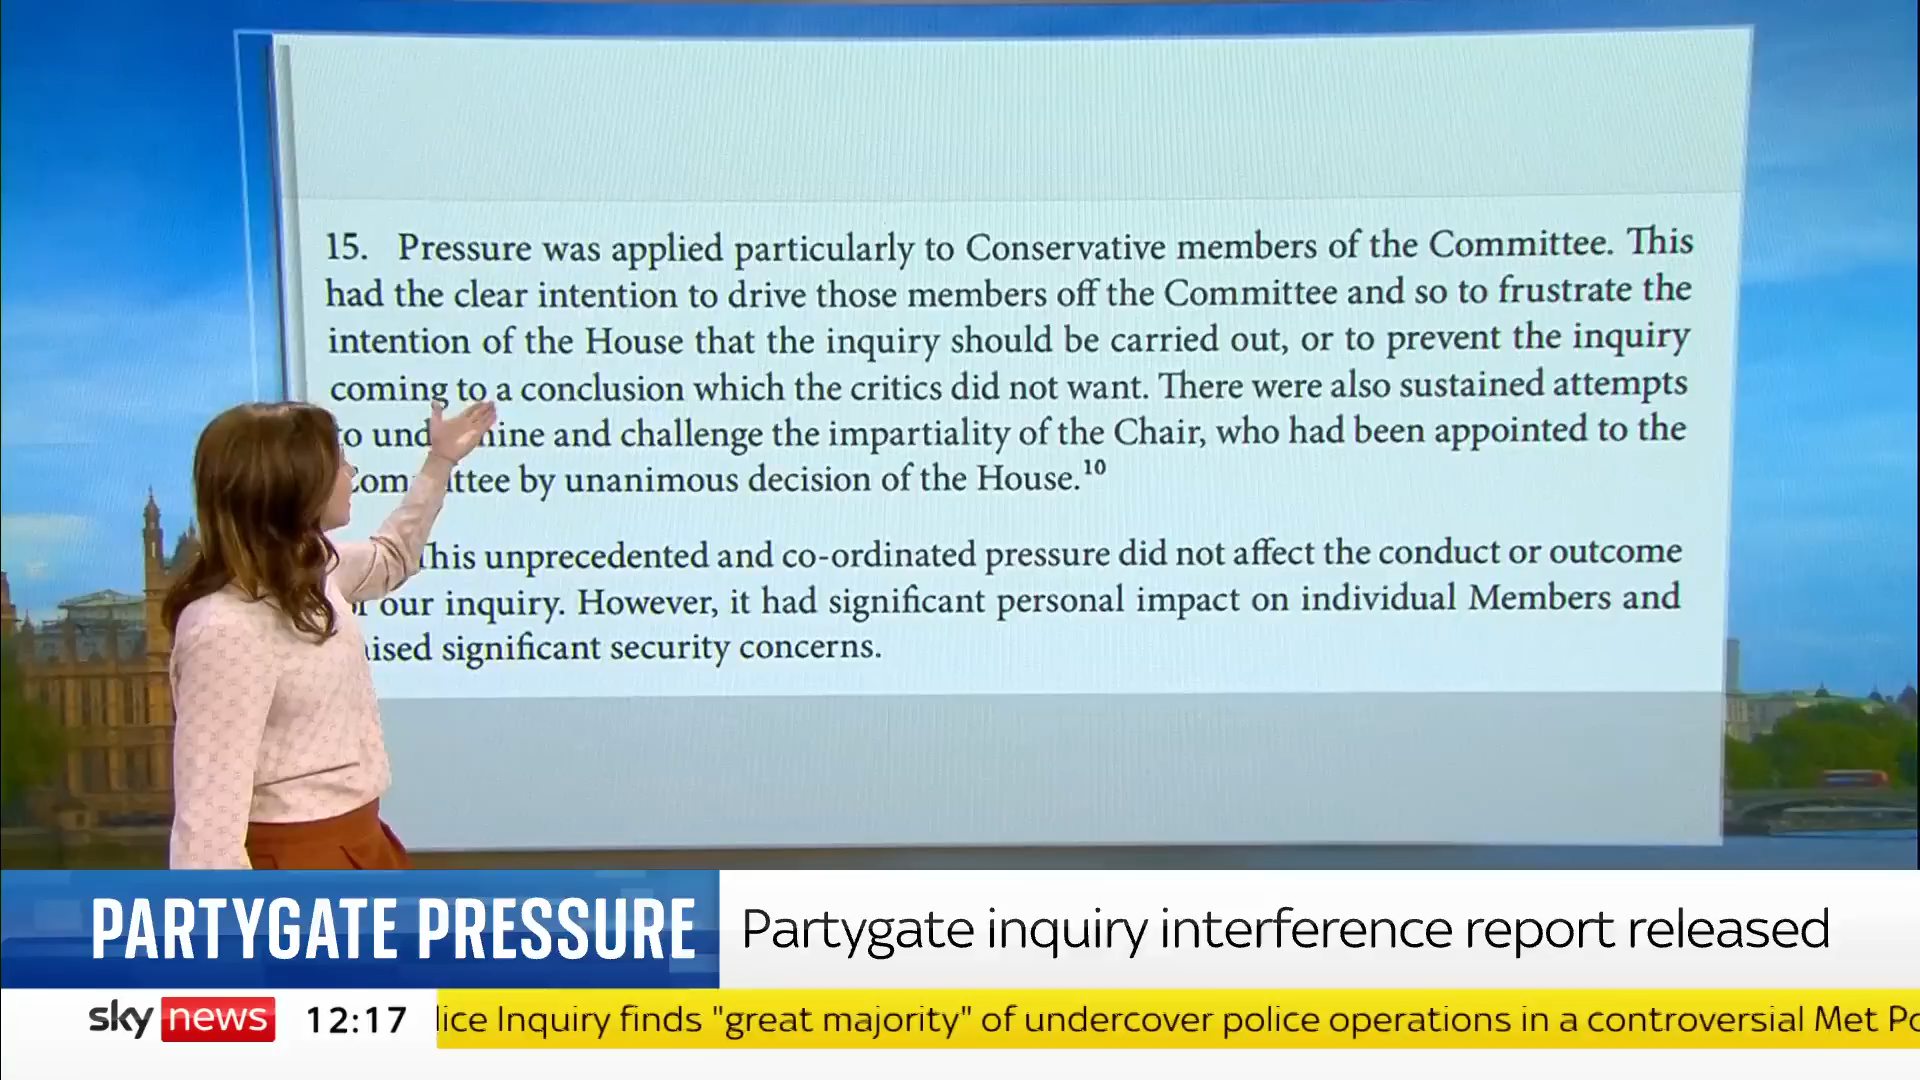 15. Pressure was applied particularly to Conservative members of the Committee. This
had the clear intention to drive those members off the Committee and so to frustrate the
intention of the House that the inquiry should be carried out, or to prevent the inquiry
coming to a conclusion which the critics did not want. There were also sustained attempts
and challenge the impartiality of the Chair, who had been appointed to the
by unanimous decision of the House.10
unprecedented and co-ordinated pressure did not affect the conduct or outcome
our inquiry. However, it had significant personal impact on individual Members and
significant security concerns.
PARTYGATE PRESSURE
Partygate inquiry interference report released
sky news 12:17 lice Inquiry finds "great majority" of undercover police operations in a controversial Met Po